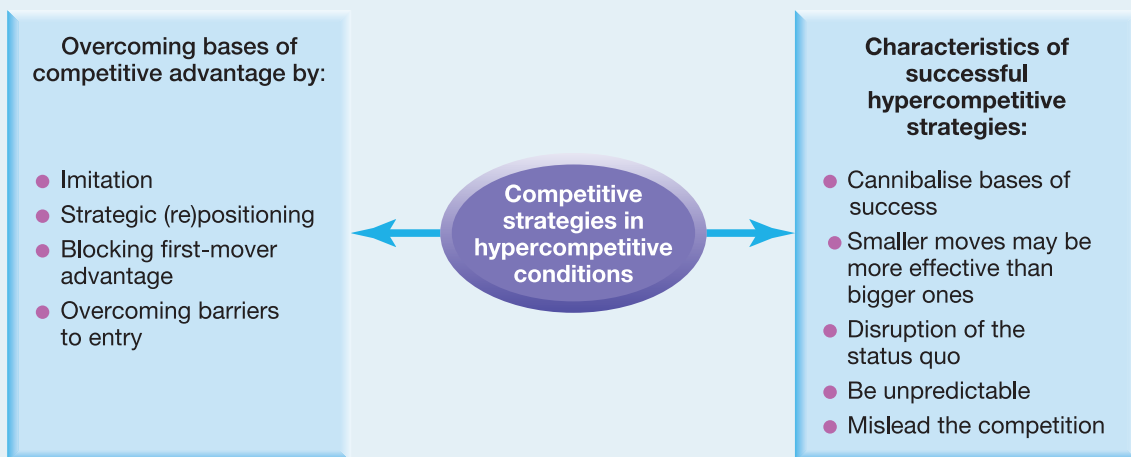 Overcoming bases of
competitive advantage by:
● Imitation
● Strategic (re)positioning
● Blocking first-mover
advantage
● Overcoming barriers
to entry
Competitive
strategies in
hypercompetitive
conditions
Characteristics of
successful
hypercompetitive
strategies:
● Cannibalise bases of
success
● Smaller moves may be
more effective than
bigger ones
● Disruption of the
status quo
● Be unpredictable
● Mislead the competition